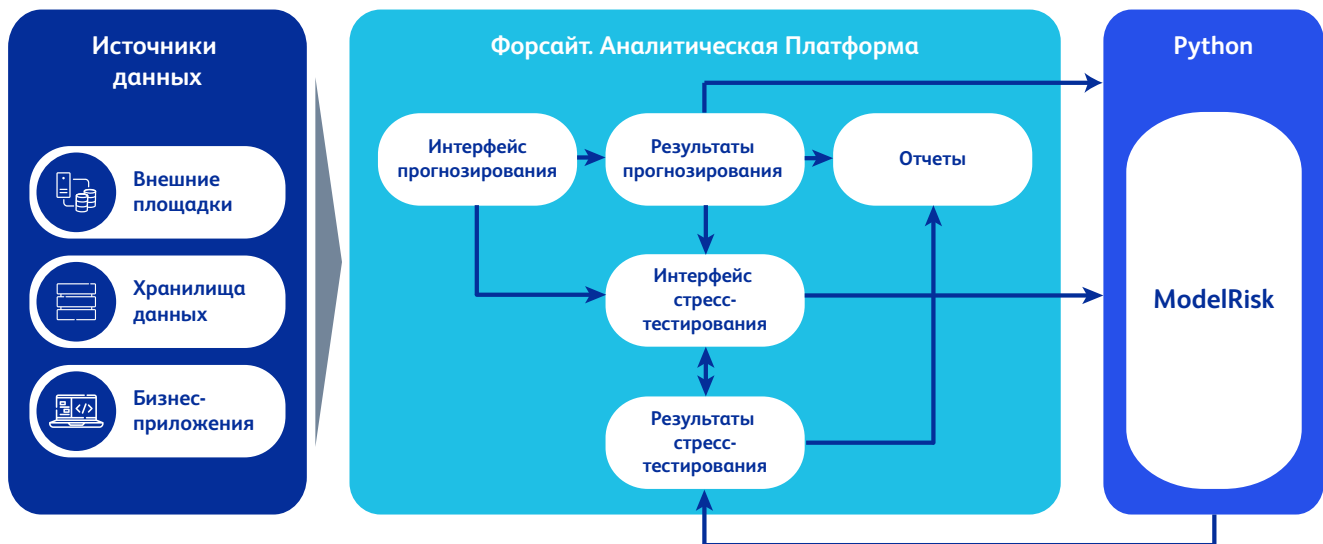 Источники
данных
Внешние
площадки
Хранилища
данных
Бизнес-
приложения
Форсайт. Аналитическая Платформа
Интерфейс
прогнозирования
Результаты
прогнозирования
Отчеты
Интерфейс
стресс-
тестирования
Результаты
стресс-
тестирования
Python
ModelRisk